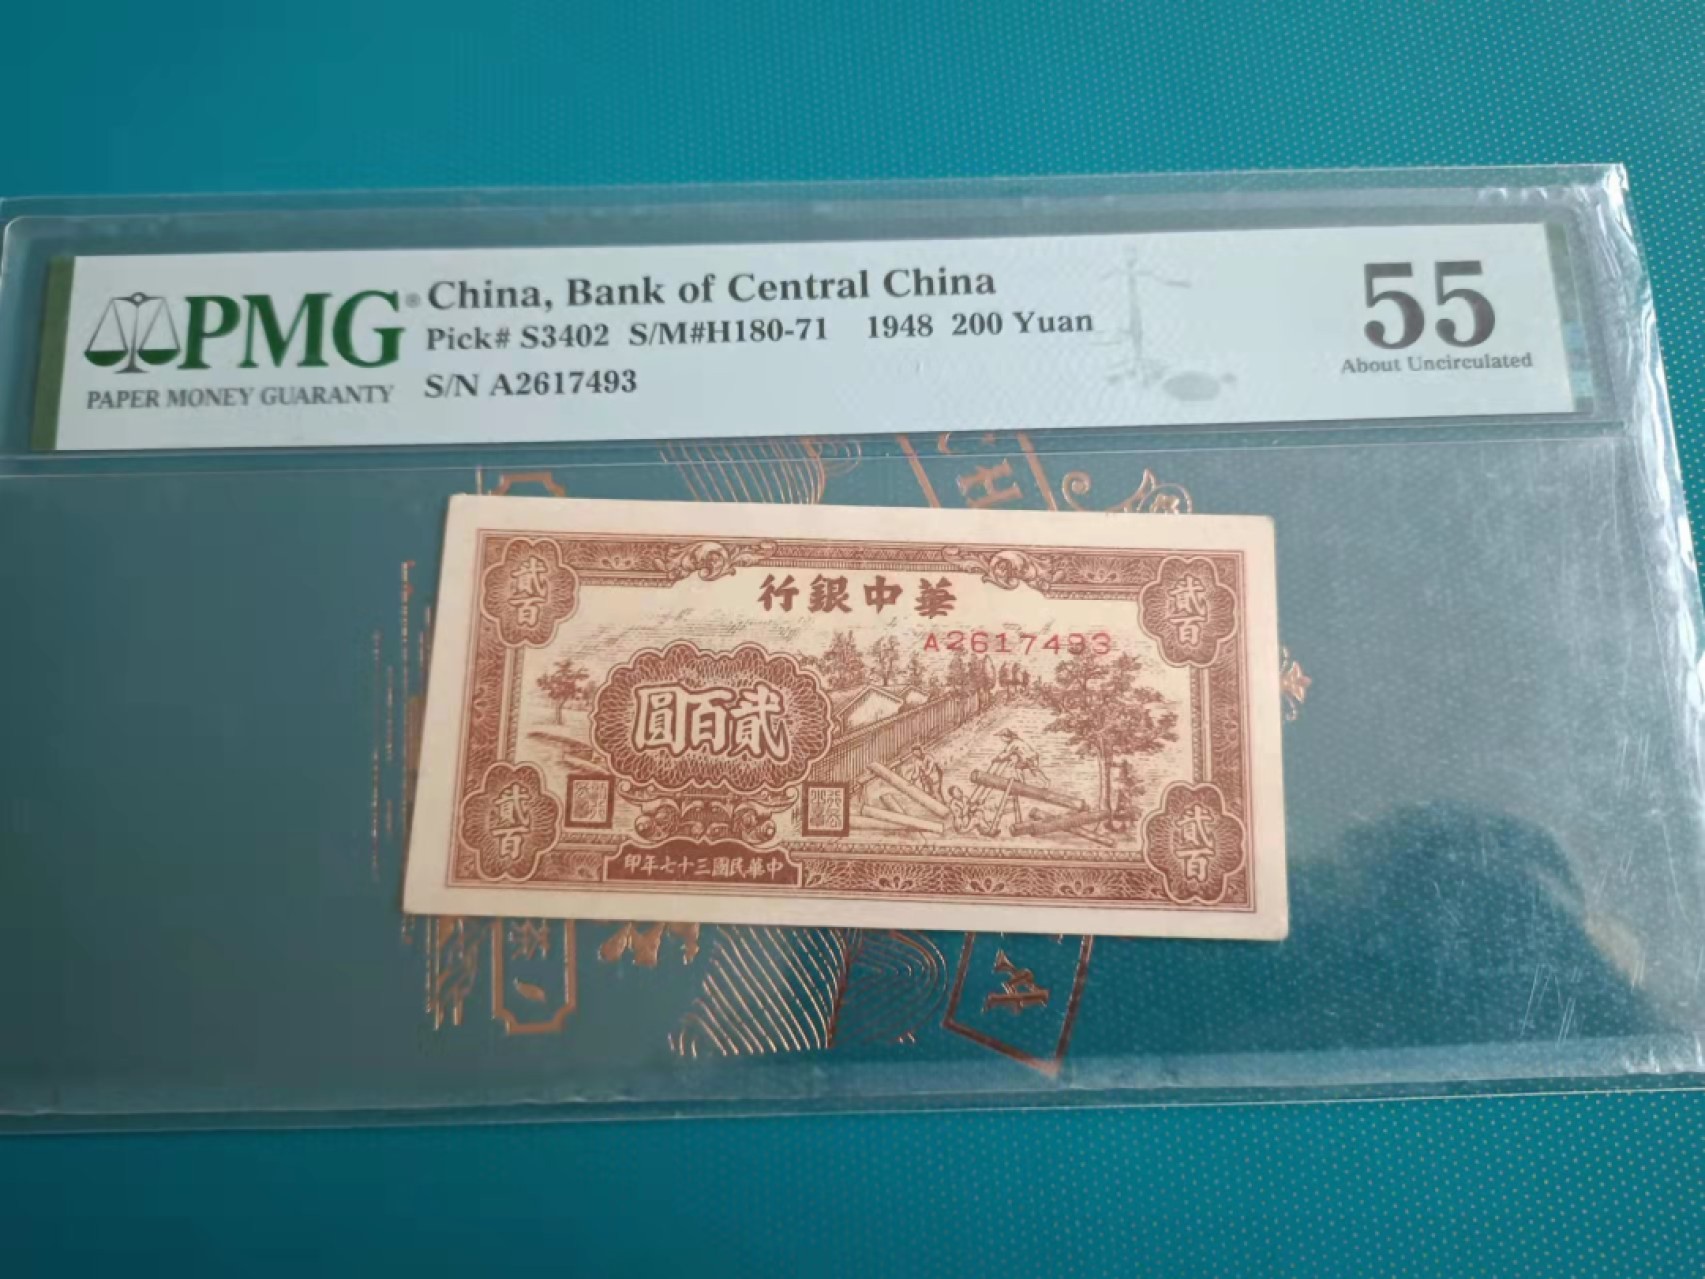 PMG®
PAPER MONEY GUARANTY
China, Bank of Central China
Pick# S3402 S/M#H180-71 1948 200 Yuan
S/N A2617493
55
About Uncirculated
行銀中華
A2617493
貳百
貳百
圓百貳
貳百
貳百
印年七十三國民華中